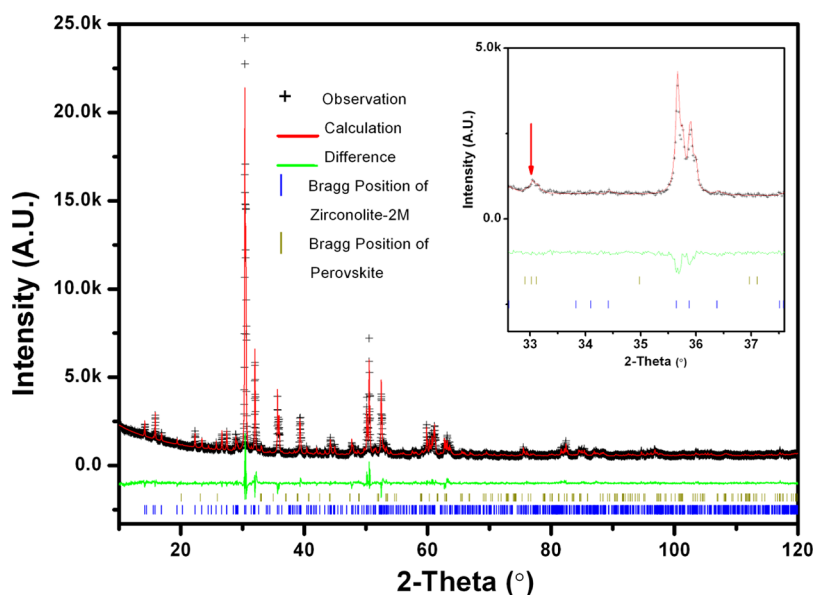 25.0k
20.0k
15.0k
10.0k
5.0k
0.0
Intensity (A.U.)
20
40
60
80
100
120
2-Theta (°)
Observation
Calculation
Difference
Bragg Position of
Zirconolite-2M
Bragg Position of
Perovskite
5.0k
0.0
Intensity (A.U.)
33
34
35
36
37
2-Theta (°)